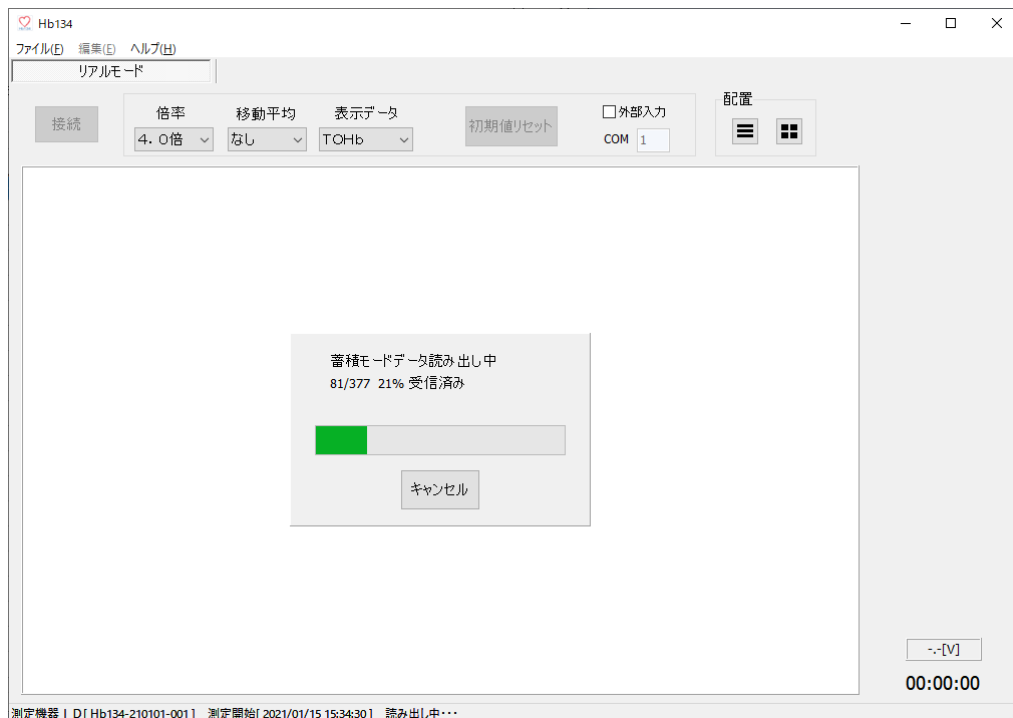 Hb134
ファイル(F) 編集(E) ヘルプ(H)
リアルモード
接続
倍率 移動平均 表示データ
4.0倍 なし TOHb
初期値リセット
外部入力
COM 1
配置
蓄積モードデータ読み出し中
81/377 21% 受信済み
キャンセル
-.-[V]
00:00:00
測定機器ID[Hb134-210101-001] 測定開始[2021/01/15 15:34:30] 読み出し中・・・